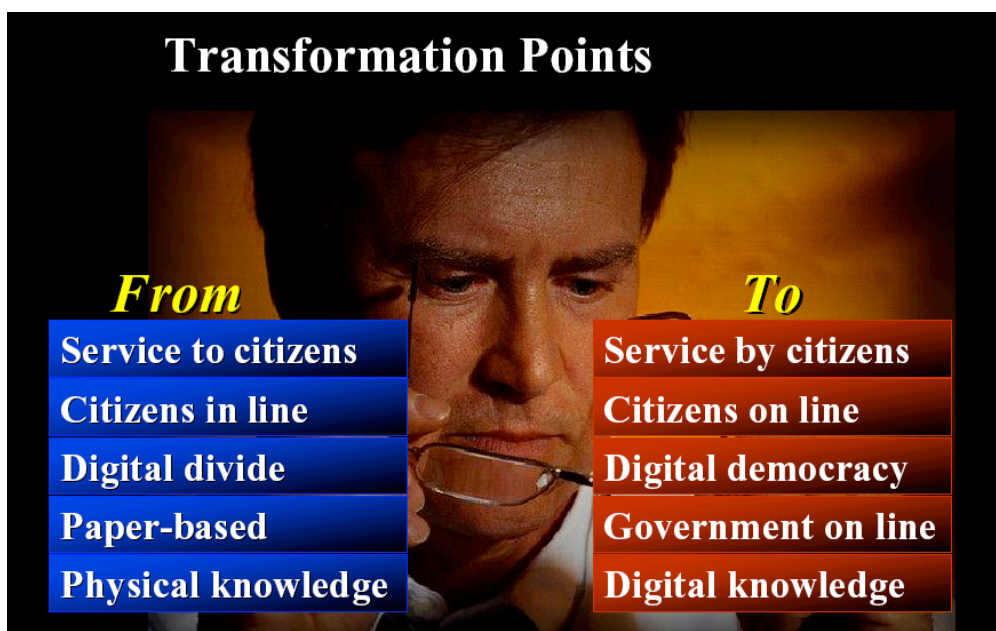 Transformation Points
From
To
Service to citizens
Service by citizens
Citizens in line
Citizens on line
Digital divide
Digital democracy
Paper-based
Government on line
Physical knowledge
Digital knowledge